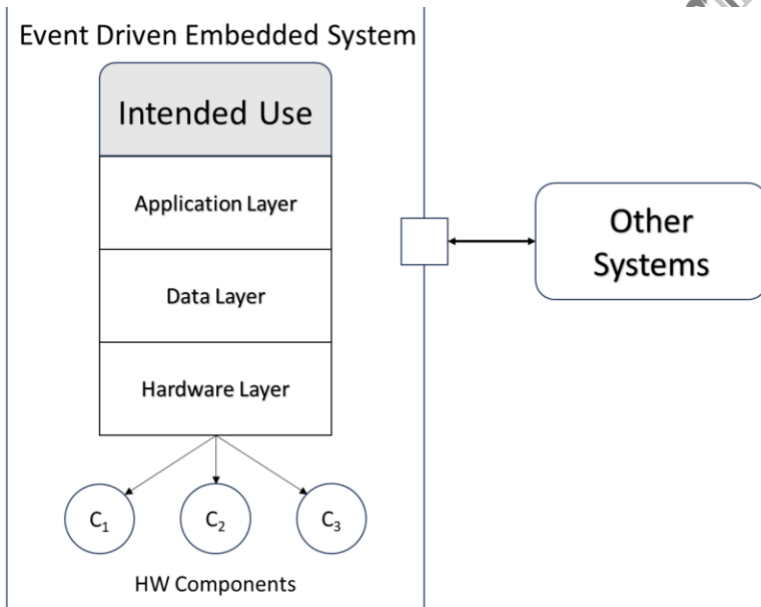 Event Driven Embedded System
Intended Use
Application Layer
Data Layer
Hardware Layer
Other
Systems
C₁
C₂
C₃
HW Components